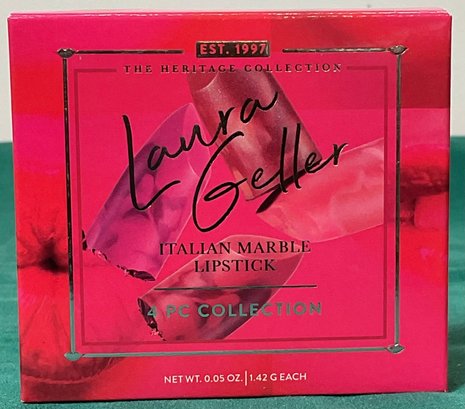 EST. 1997
THE HERITAGE COLLECTION
Laura
Geller
ITALIAN MARBLE
LIPSTICK
4 PC COLLECTION
NET WT. 0.05 OZ. | 1.42 G EACH